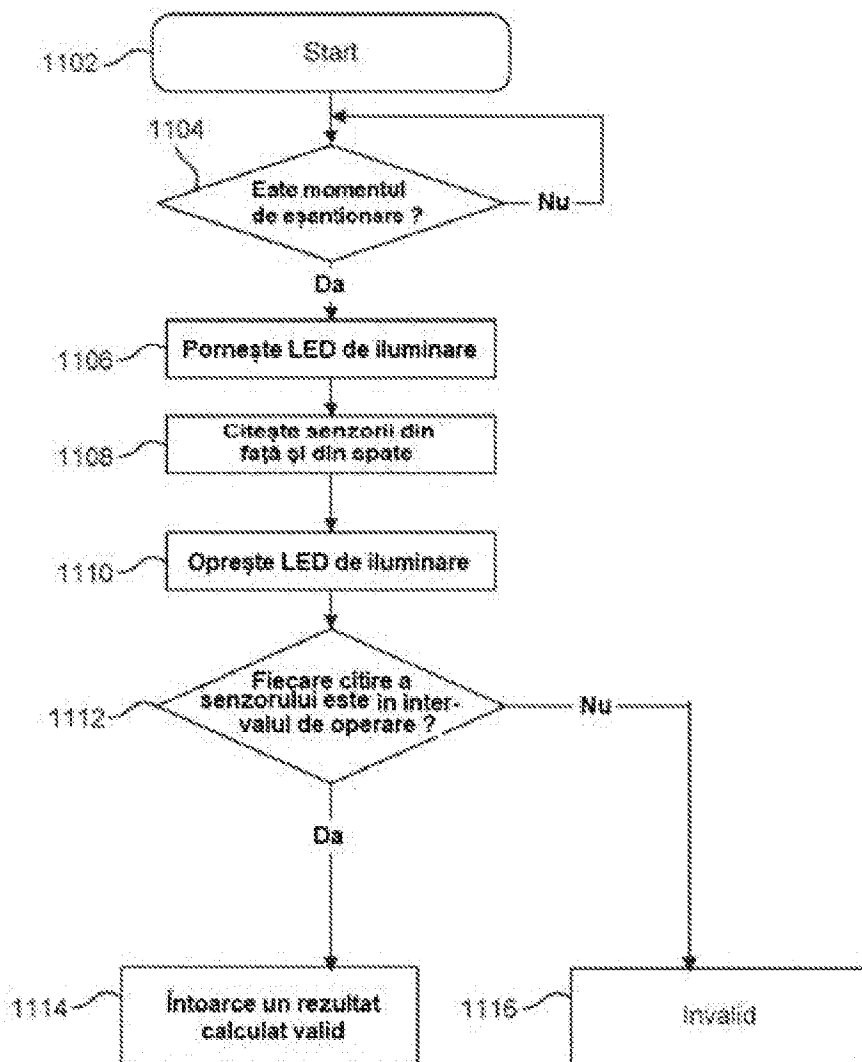 1102
Start
1104
Este momentul
de eșantionare ?
Nu
Da
1106
Pornește LED de iluminare
1108
Citește senzorii din
față și din spate
1110
Oprește LED de iluminare
1112
Fiecare citire a
senzorului este în inter-
valul de operare ?
Nu
Da
1114
Întoarce un rezultat
calculat valid
1116
Invalid